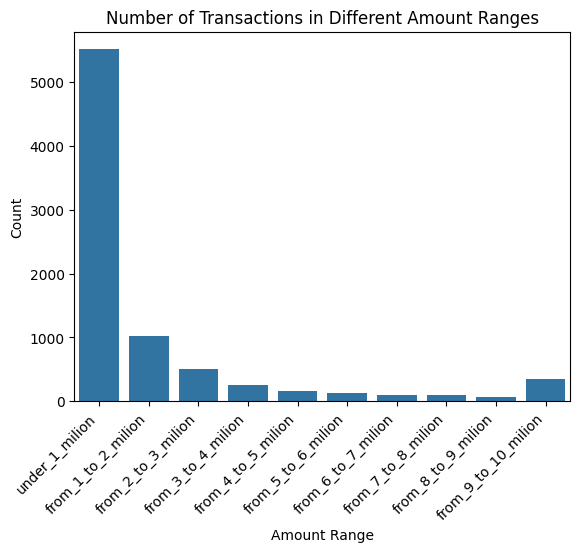 Number of Transactions in Different Amount Ranges
5000
4000
3000
2000
1000
0
Count
under_1_milion
from_1_to_2_milion
from_2_to_3_milion
from_3_to_4_milion
from_4_to_5_milion
from_5_to_6_milion
from_6_to_7_milion
from_7_to_8_milion
from_8_to_9_milion
from_9_to_10_milion
Amount Range